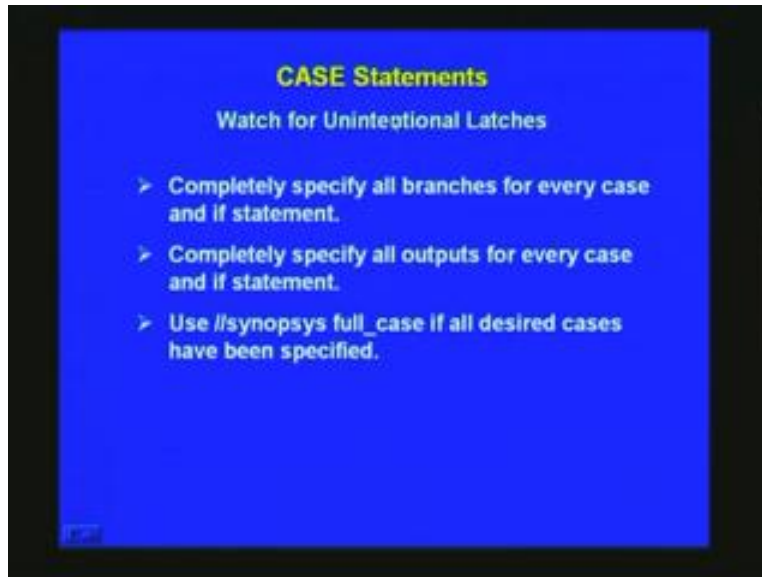 CASE Statements
Watch for Unintentional Latches
➢ Completely specify all branches for every case
and if statement.
➢ Completely specify all outputs for every case
and if statement.
➢ Use //synopsys full_case if all desired cases
have been specified.